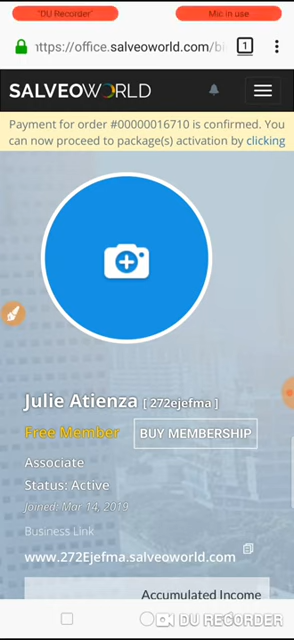 "DU Recorder"
Mic in use
https://office.salveoworld.com/b
1
SALVEOWORLD
Payment for order #00000016710 is confirmed. You
can now proceed to package(s) activation by clicking
Julie Atienza [ 272ejefma ]
Free Member
BUY MEMBERSHIP
Associate
Status: Active
Joined: Mar 14, 2019
Business Link
www.272Ejefma.salveoworld.com
Accumulated Income
DU RECORDER